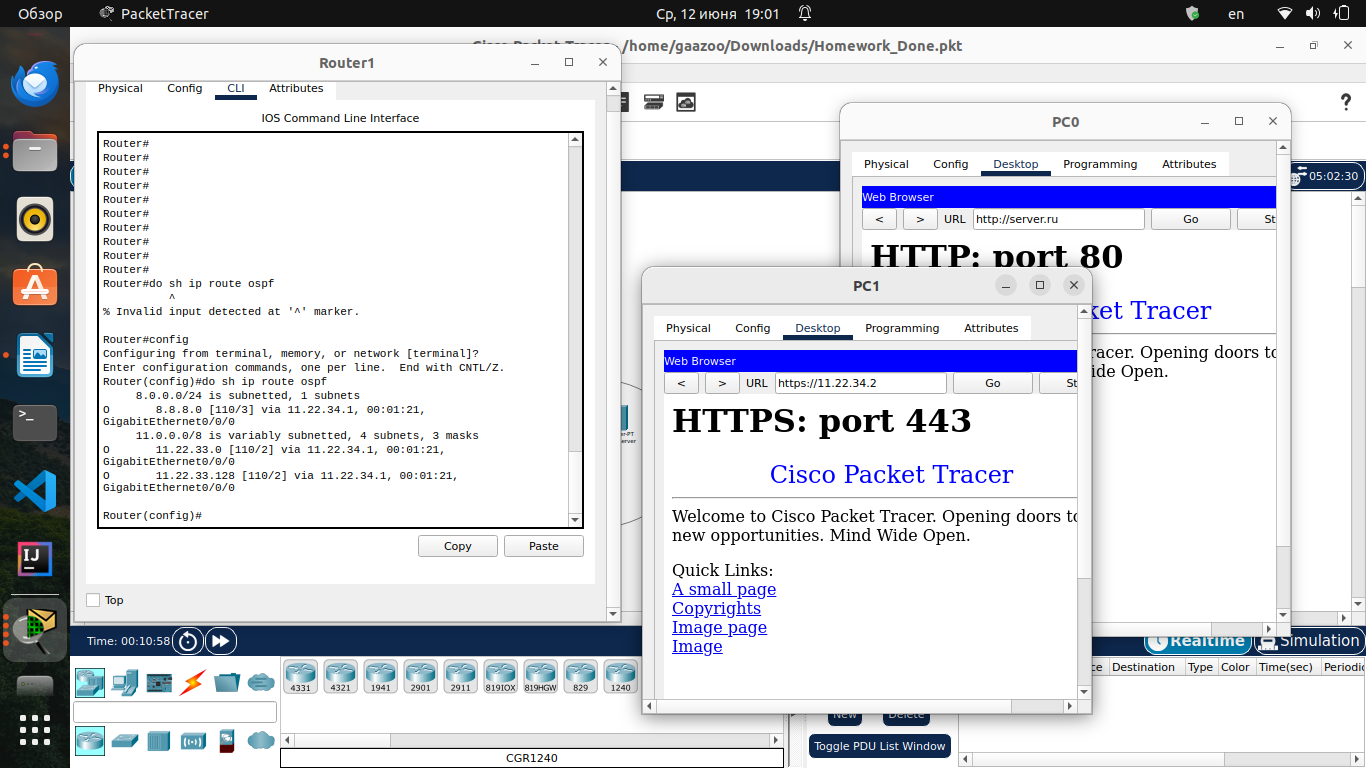 Обзор
PacketTracer
Ср, 12 июня 19:01
en
/home/gaazoo/Downloads/Homework_Done.pkt
Router1
Physical Config CLI Attributes
IOS Command Line Interface
Router#
Router#
Router#
Router#
Router#
Router#
Router#
Router#
Router#
Router#
Router#do sh ip route ospf
^
% Invalid input detected at '^' marker.
Router#config
Configuring from terminal, memory, or network [terminal]?
Enter configuration commands, one per line.  End with CNTL/Z.
Router(config)#do sh ip route ospf
8.0.0.0/24 is subnetted, 1 subnets
O       8.8.8.0 [110/3] via 11.22.34.1, 00:01:21,
GigabitEthernet0/0/0
11.0.0.0/8 is variably subnetted, 4 subnets, 3 masks
O       11.22.33.0 [110/2] via 11.22.34.1, 00:01:21,
GigabitEthernet0/0/0
O       11.22.33.128 [110/2] via 11.22.34.1, 00:01:21,
GigabitEthernet0/0/0
Router(config)#
Copy Paste
Top
PC0
Physical Config Desktop Programming Attributes
05:02:30
Web Browser
< > URL http://server.ru Go St
HTTP: port 80
ket Tracer
racer. Opening doors to
ide Open.
PC1
Physical Config Desktop Programming Attributes
Web Browser
< > URL https://11.22.34.2 Go St
HTTPS: port 443
Cisco Packet Tracer
Welcome to Cisco Packet Tracer. Opening doors to
new opportunities. Mind Wide Open.
Quick Links:
A small page
Copyrights
Image page
Image
Time: 00:10:58
Realtime Simulation
4331 4321 1941 2901 2911 819IOX 819HGW 829 1240
Destination Type Color Time(sec) Periodic
New Delete
Toggle PDU List Window
CGR1240